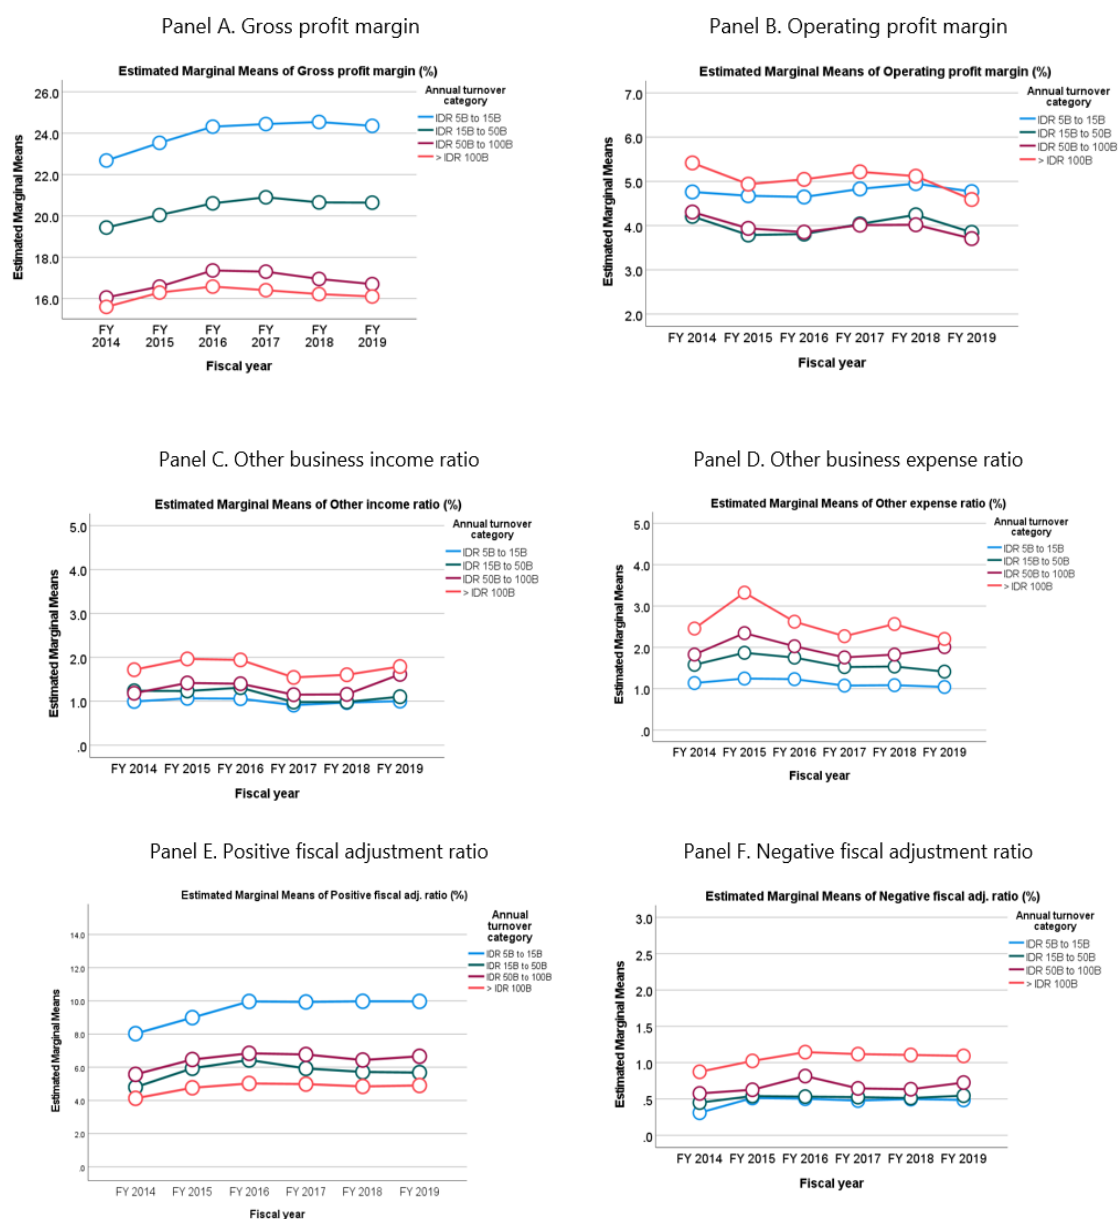 Panel A. Gross profit margin
Estimated Marginal Means of Gross profit margin (%)
Annual turnover
category
IDR 5B to 15B
IDR 15B to 50B
IDR 50B to 100B
> IDR 100B
Estimated Marginal Means
26.0
24.0
22.0
20.0
18.0
16.0
FY
2014
FY
2015
FY
2016
FY
2017
FY
2018
FY
2019
Fiscal year
Panel B. Operating profit margin
Estimated Marginal Means of Operating profit margin (%)
Annual turnover
category
IDR 5B to 15B
IDR 15B to 50B
IDR 50B to 100B
> IDR 100B
Estimated Marginal Means
7.0
6.0
5.0
4.0
3.0
2.0
FY 2014 FY 2015 FY 2016 FY 2017 FY 2018 FY 2019
Fiscal year
Panel C. Other business income ratio
Estimated Marginal Means of Other income ratio (%)
Annual turnover
category
IDR 5B to 15B
IDR 15B to 50B
IDR 50B to 100B
> IDR 100B
Estimated Marginal Means
5.0
4.0
3.0
2.0
1.0
.0
FY 2014 FY 2015 FY 2016 FY 2017 FY 2018 FY 2019
Fiscal year
Panel D. Other business expense ratio
Estimated Marginal Means of Other expense ratio (%)
Annual turnover
category
IDR 5B to 15B
IDR 15B to 50B
IDR 50B to 100B
> IDR 100B
Estimated Marginal Means
5.0
4.0
3.0
2.0
1.0
.0
FY 2014 FY 2015 FY 2016 FY 2017 FY 2018 FY 2019
Fiscal year
Panel E. Positive fiscal adjustment ratio
Estimated Marginal Means of Positive fiscal adj. ratio (%)
Annual
turnover
category
IDR 5B to 15B
IDR 15B to 50B
IDR 50B to 100B
> IDR 100B
Estimated Marginal Means
14.0
12.0
10.0
8.0
6.0
4.0
2.0
.0
FY 2014 FY 2015 FY 2016 FY 2017 FY 2018 FY 2019
Fiscal year
Panel F. Negative fiscal adjustment ratio
Estimated Marginal Means of Negative fiscal adj. ratio (%)
Annual turnover
category
IDR 5B to 15B
IDR 15B to 50B
IDR 50B to 100B
> IDR 100B
Estimated Marginal Means
3.0
2.5
2.0
1.5
1.0
.5
.0
FY 2014 FY 2015 FY 2016 FY 2017 FY 2018 FY 2019
Fiscal year